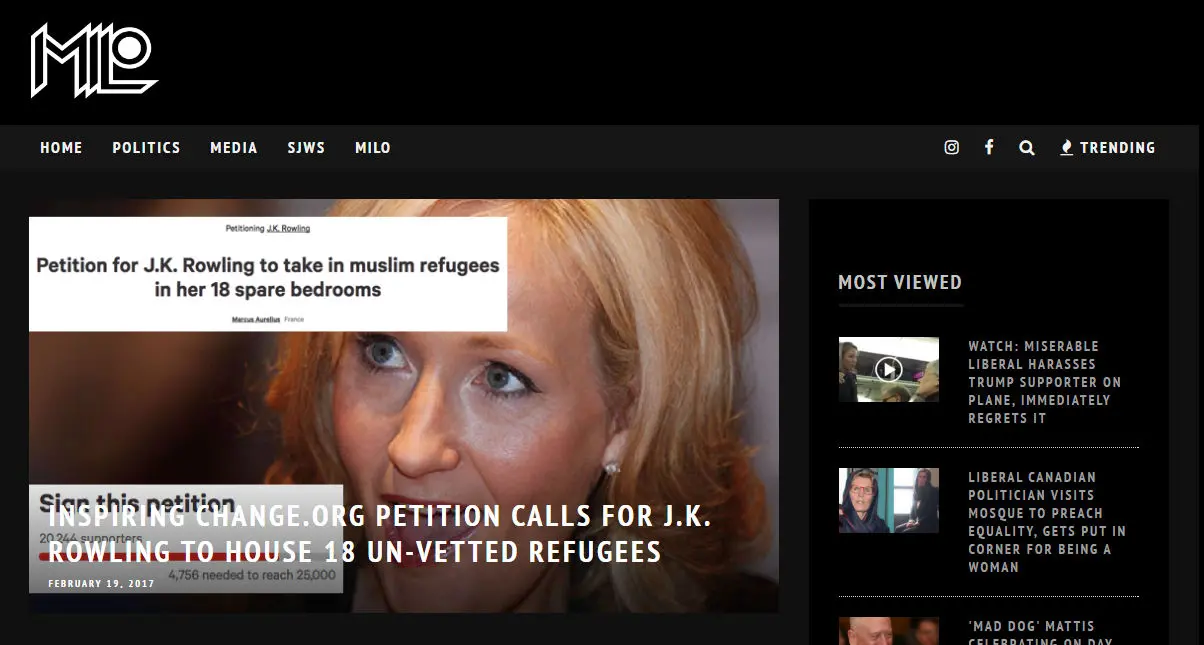 MILO
HOME POLITICS MEDIA SJWS MILO
TRENDING
Petitioning J.K. Rowling
Petition for J.K. Rowling to take in muslim refugees
in her 18 spare bedrooms
Marcus Aurelius France
Sign this petition
INSPIRING CHANGE.ORG PETITION CALLS FOR J.K.
20,244 supporters
ROWLING TO HOUSE 18 UN-VETTED REFUGEES
4,756 needed to reach 25,000
FEBRUARY 19, 2017
MOST VIEWED
WATCH: MISERABLE
LIBERAL HARASSES
TRUMP SUPPORTER ON
PLANE, IMMEDIATELY
REGRETS IT
LIBERAL CANADIAN
POLITICIAN VISITS
MOSQUE TO PREACH
EQUALITY, GETS PUT IN
CORNER FOR BEING A
WOMAN
'MAD DOG' MATTIS
CELEBRATING ON DAY